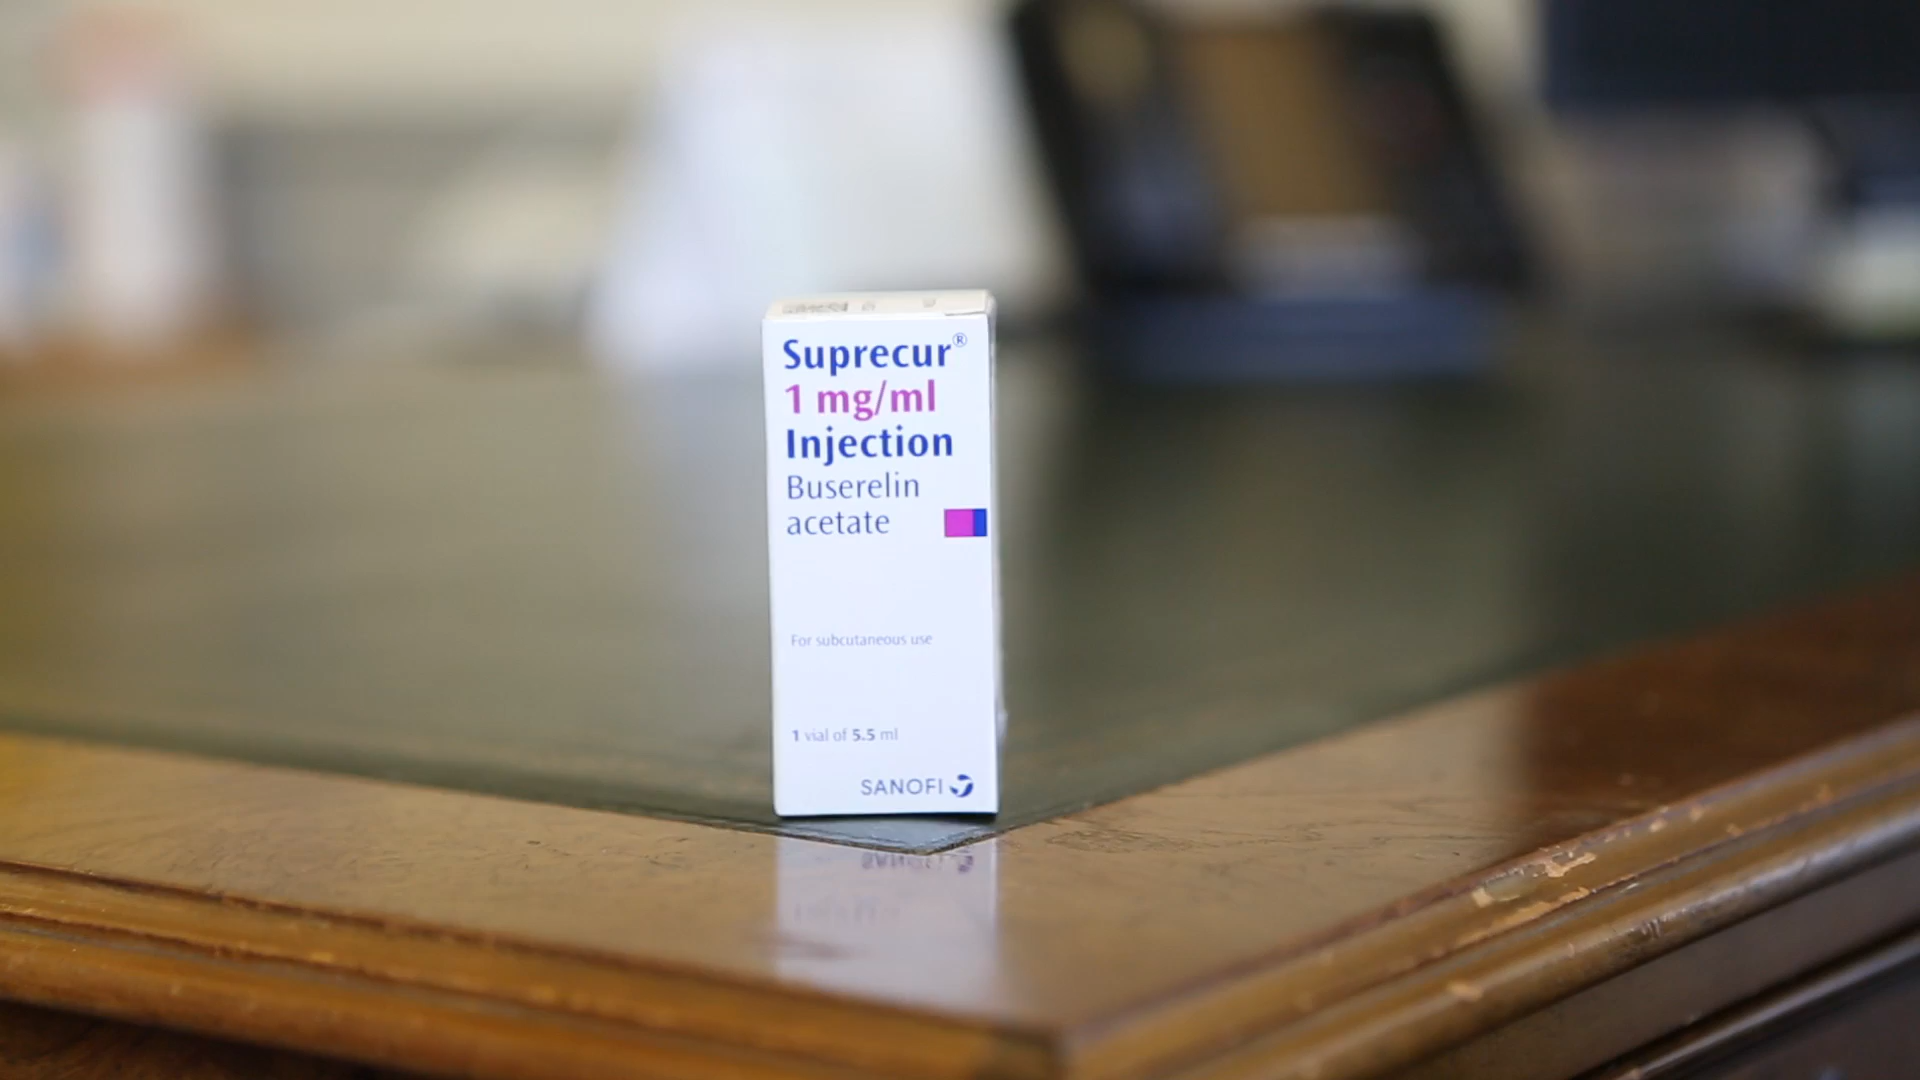 Suprecur®
1 mg/ml
Injection
Buserelin
acetate
For subcutaneous use
1 vial of 5.5 ml
SANOFI